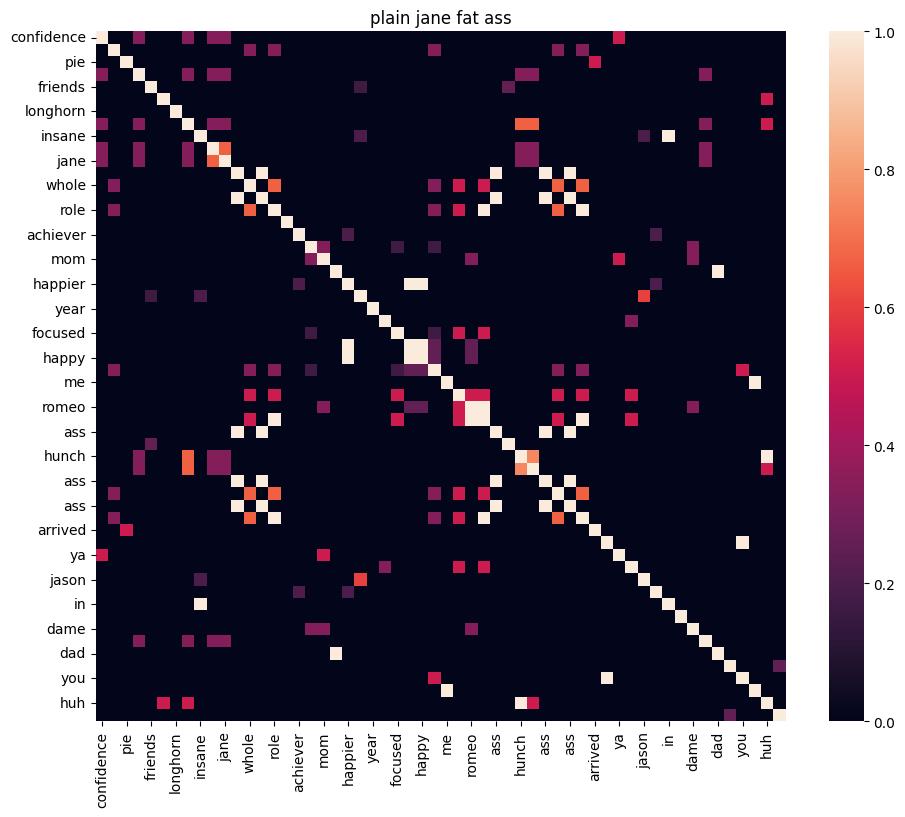 plain jane fat ass
confidence
pie
friends
longhorn
insane
jane
whole
role
achiever
mom
happier
year
focused
happy
me
romeo
ass
hunch
ass
ass
arrived
ya
jason
in
dame
dad
you
huh
1.0
0.8
0.6
0.4
0.2
0.0
confidence pie friends longhorn insane jane whole role achiever mom happier year focused happy me romeo ass hunch ass ass arrived ya jason in dame dad you huh